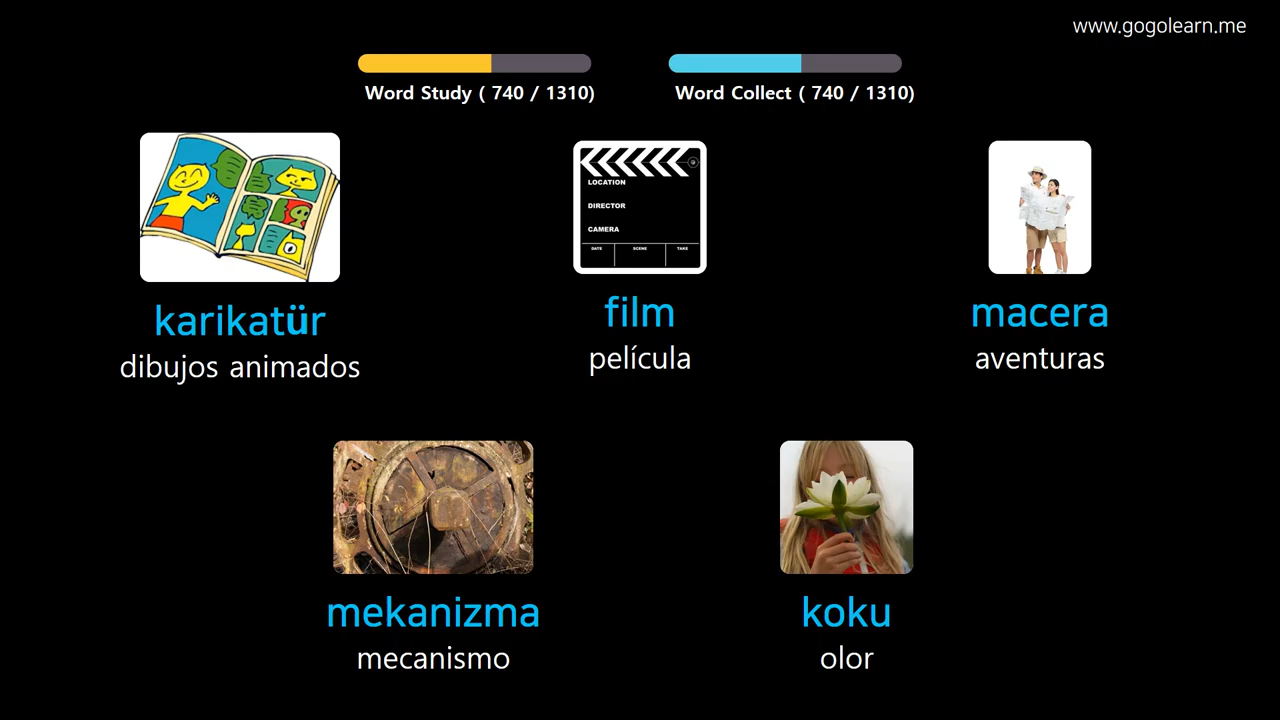 www.gogolearn.me
Word Study ( 740 / 1310)
Word Collect ( 740 / 1310)
LOCATION
DIRECTOR
CAMERA
DATE SCENE TAKE
karikatür
dibujos animados
film
película
macera
aventuras
mekanizma
mecanismo
koku
olor